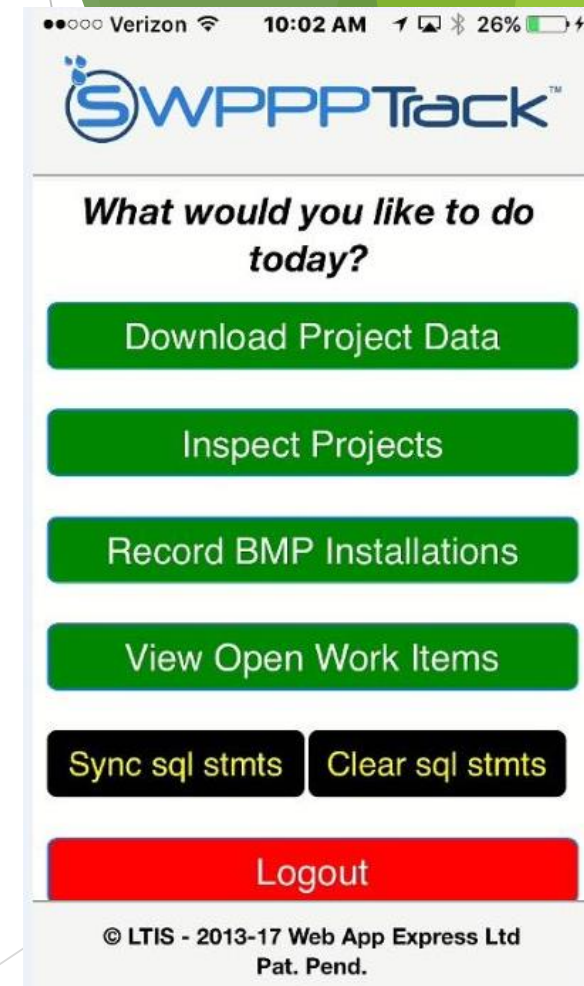 Verizon 10:02 AM 26%
SWPPPTrack™
What would you like to do
today?
Download Project Data
Inspect Projects
Record BMP Installations
View Open Work Items
Sync sql stmts Clear sql stmts
Logout
© LTIS - 2013-17 Web App Express Ltd
Pat. Pend.